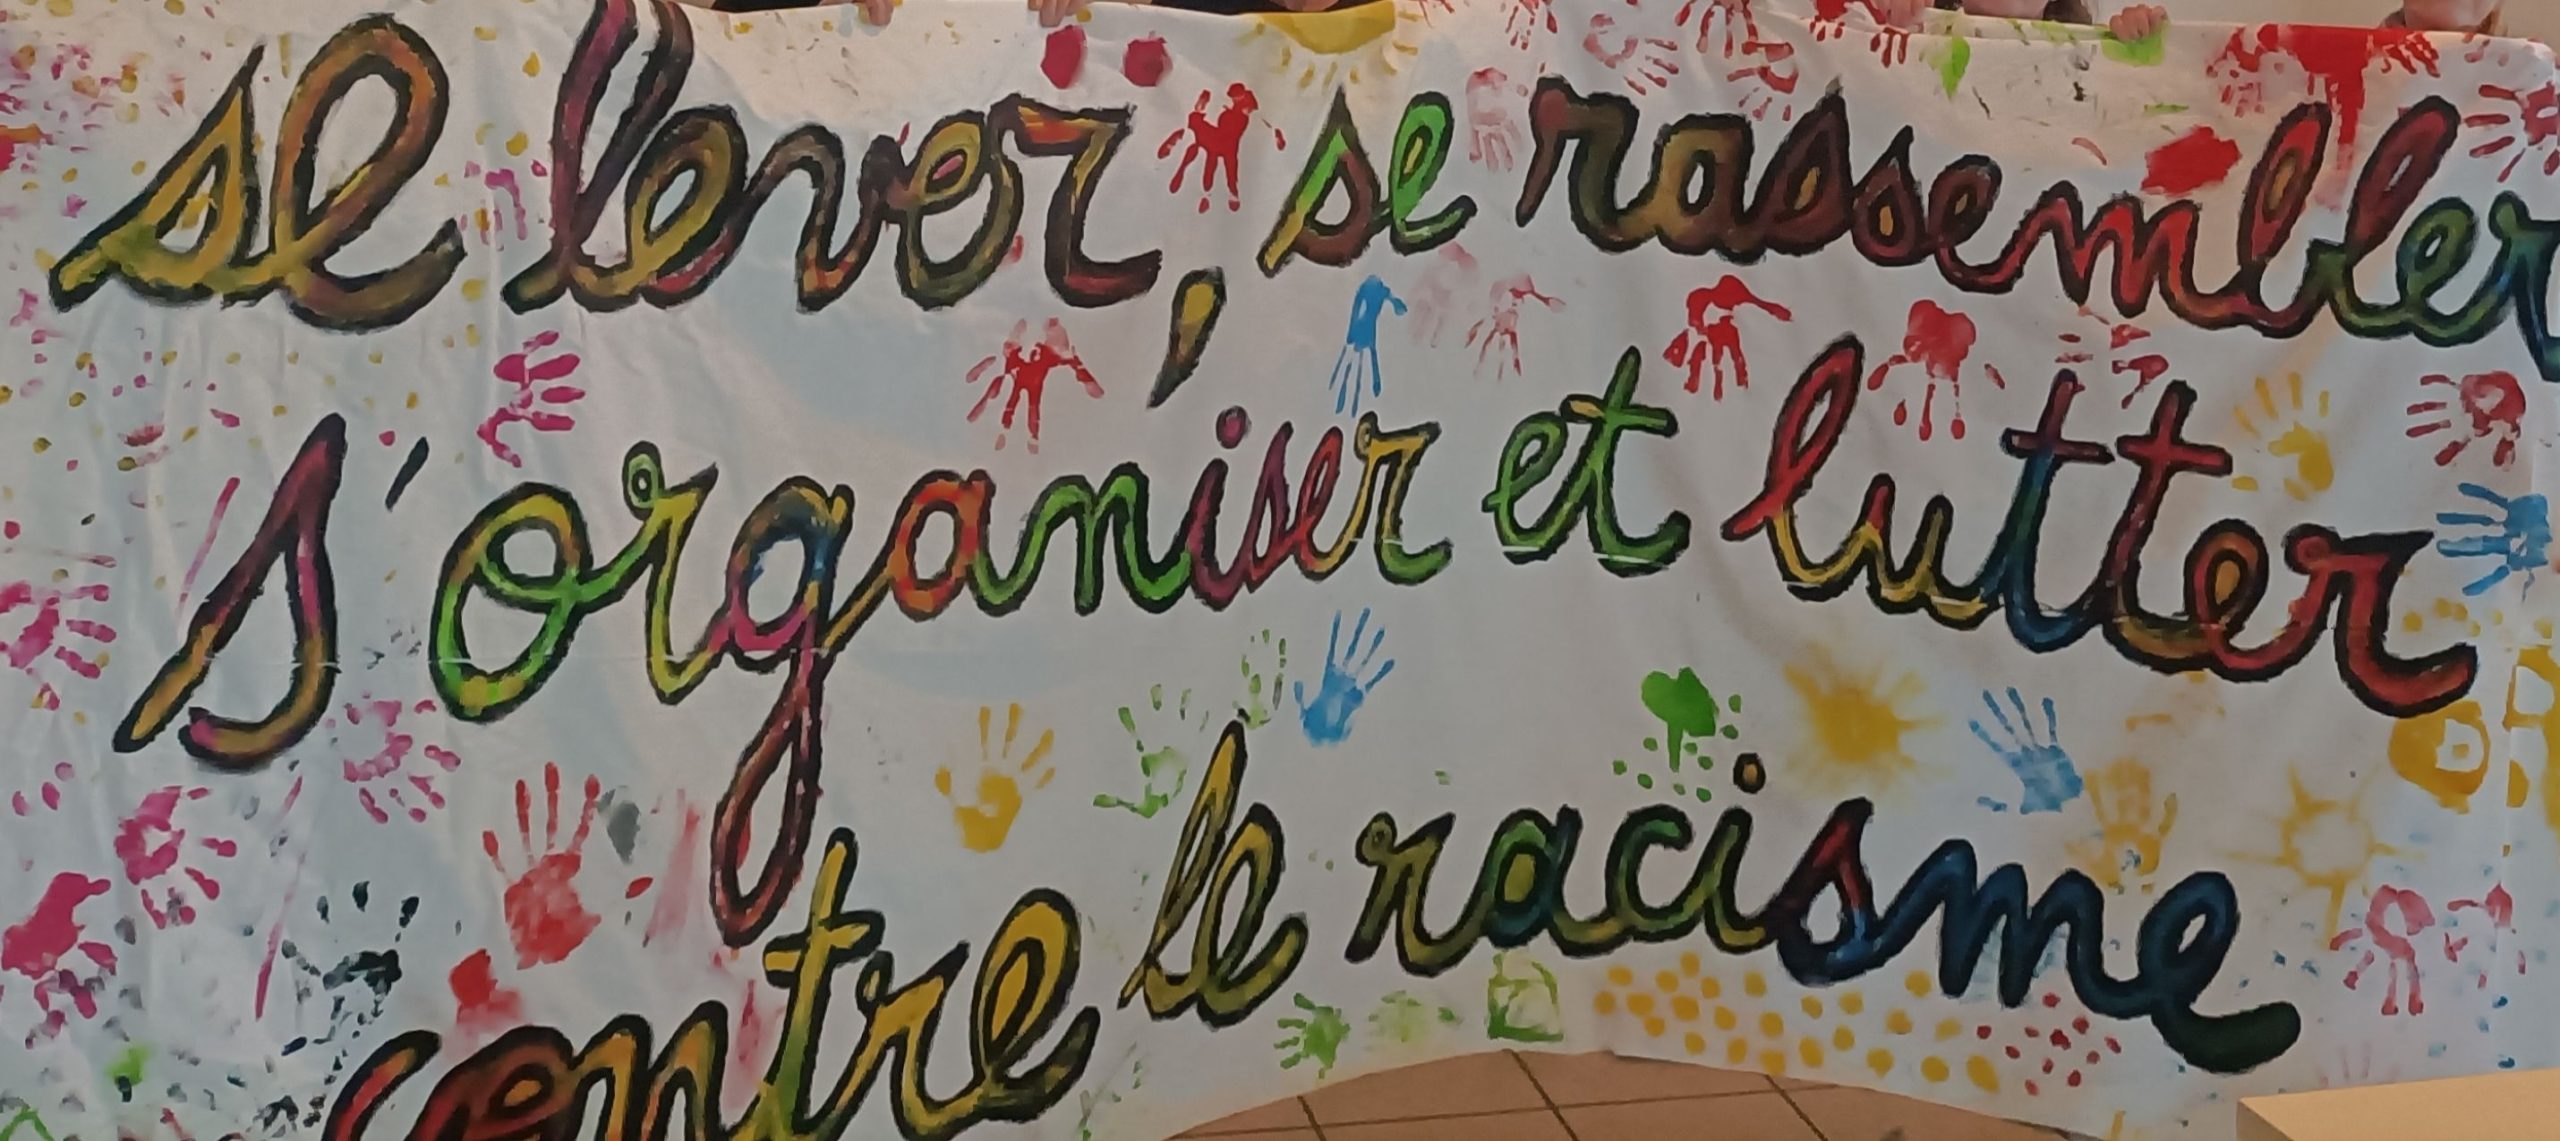 se lever, se rassembler
s'organiser et lutter
contre le racisme